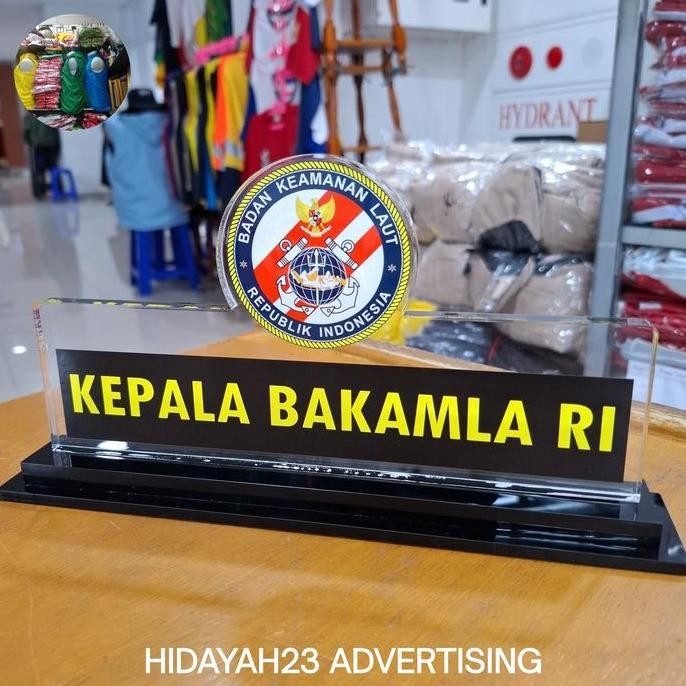 HYDRANT
BADAN KEAMANAN LAUT
REPUBLIK INDONESIA
KEPALA BAKAMLA RI
HIDAYAH23 ADVERTISING